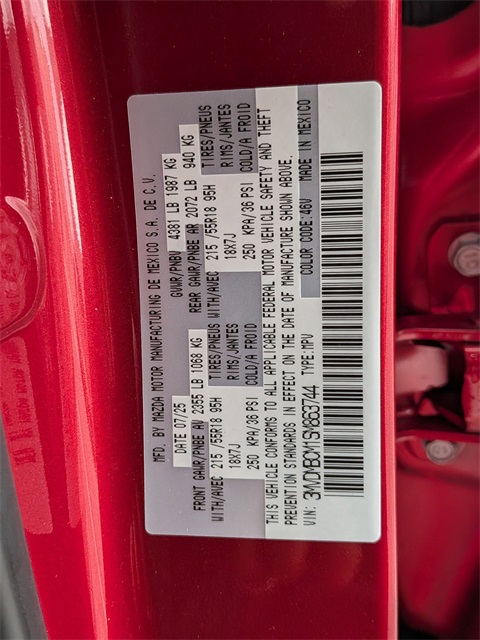 MFD. BY MAZDA MOTOR MANUFACTURING DE MEXICO S.A. DE C.V.
DATE 07/25 GVWR/PNBV 4381 LB 1987 KG
FRONT GAWR/PNBE AV 2355 LB 1068 KG REAR GAWR/PNBE AR 2072 LB 940 KG
WITH/AVEC 215 /55R18 95H TIRES/PNEUS WITH/AVEC 215 /55R18 95H TIRES/PNEUS
18X7J RIMS/JANTES 18X7J RIMS/JANTES
250 KPA/36 PSI COLD/A FROID 250 KPA/36 PSI COLD/A FROID
THIS VEHICLE CONFORMS TO ALL APPLICABLE FEDERAL MOTOR VEHICLE SAFETY AND THEFT
PREVENTION STANDARDS IN EFFECT ON THE DATE OF MANUFACTURE SHOWN ABOVE.
VIN: 3MVDMBCM1SM863744 TYPE:MPV COLOR CODE:46V MADE IN MEXICO